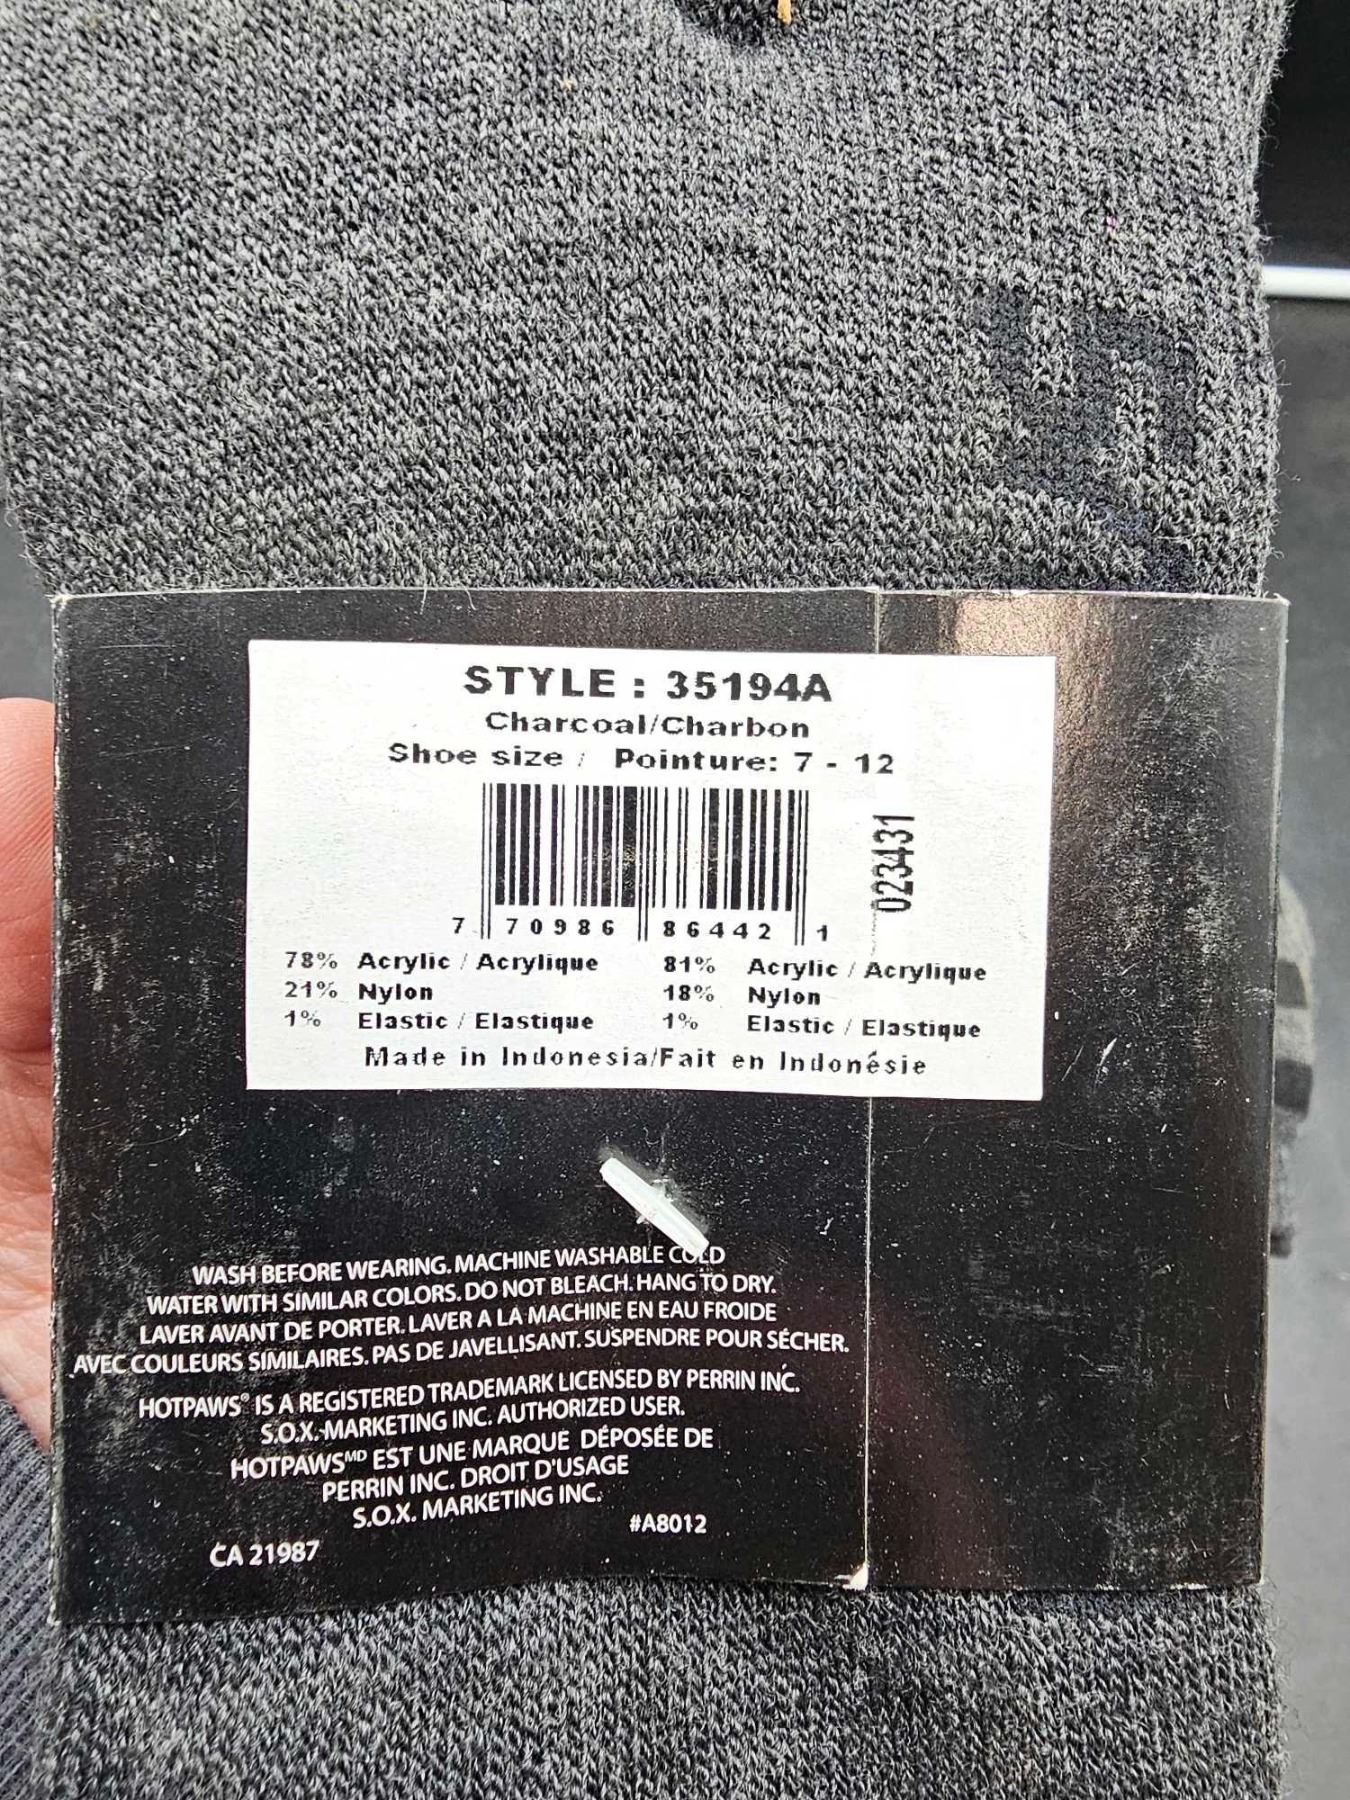 STYLE : 35194A
Charcoal/Charbon
Shoe size / Pointure: 7 - 12
023431
7 70986 86442 1
78% Acrylic / Acrylique 81% Acrylic / Acrylique
21% Nylon 18% Nylon
1% Elastic / Elastique 1% Elastic / Elastique
Made in Indonesia/Fait en Indonésie
WASH BEFORE WEARING. MACHINE WASHABLE COLD
WATER WITH SIMILAR COLORS. DO NOT BLEACH. HANG TO DRY.
LAVER AVANT DE PORTER. LAVER A LA MACHINE EN EAU FROIDE
AVEC COULEURS SIMILAIRES. PAS DE JAVELLISANT. SUSPENDRE POUR SÉCHER.
HOTPAWS® IS A REGISTERED TRADEMARK LICENSED BY PERRIN INC.
S.O.X. MARKETING INC. AUTHORIZED USER.
HOTPAWS MD EST UNE MARQUE DÉPOSÉE DE
PERRIN INC. DROIT D'USAGE
S.O.X. MARKETING INC.
#A8012
CA 21987